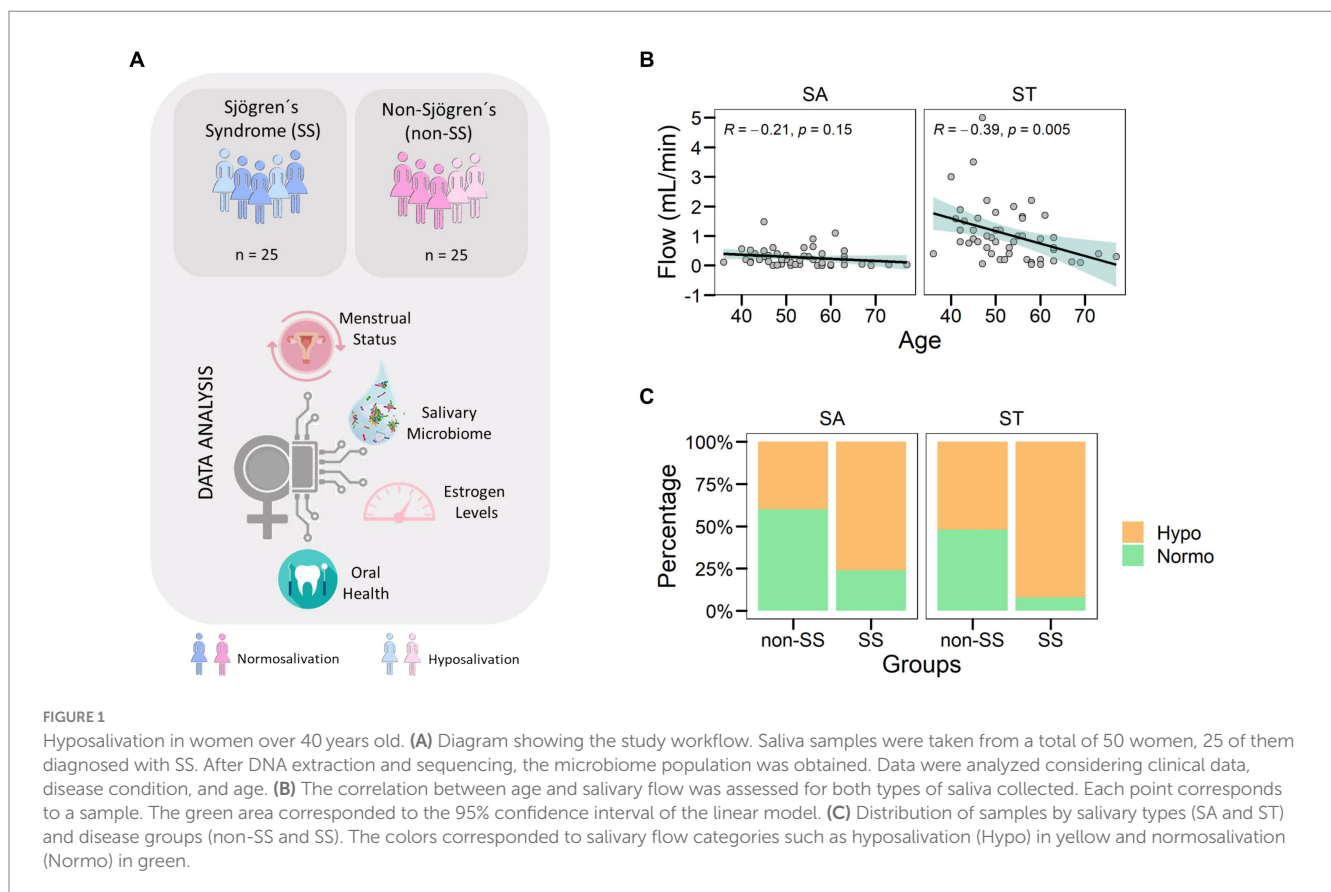 A
Sjögren´s
Syndrome (SS)
n = 25
Non-Sjögren's
(non-SS)
n = 25
DATA ANALYSIS
Menstrual
Status
Salivary
Microbiome
Estrogen
Levels
Oral
Health
Normosalivation
Hyposalivation
B
SA
ST
R = −0.21, p = 0.15
R = −0.39, p = 0.005
Flow (mL/min)
5
4
3
2
1
0
-1
40 50 60 70
40 50 60 70
Age
C
SA
ST
Percentage
100%
75%
50%
25%
0%
non-SS SS
non-SS SS
Groups
Hypo
Normo
FIGURE 1
Hyposalivation in women over 40 years old. (A) Diagram showing the study workflow. Saliva samples were taken from a total of 50 women, 25 of them
diagnosed with SS. After DNA extraction and sequencing, the microbiome population was obtained. Data were analyzed considering clinical data,
disease condition, and age. (B) The correlation between age and salivary flow was assessed for both types of saliva collected. Each point corresponds
to a sample. The green area corresponded to the 95% confidence interval of the linear model. (C) Distribution of samples by salivary types (SA and ST)
and disease groups (non-SS and SS). The colors corresponded to salivary flow categories such as hyposalivation (Hypo) in yellow and normosalivation
(Normo) in green.